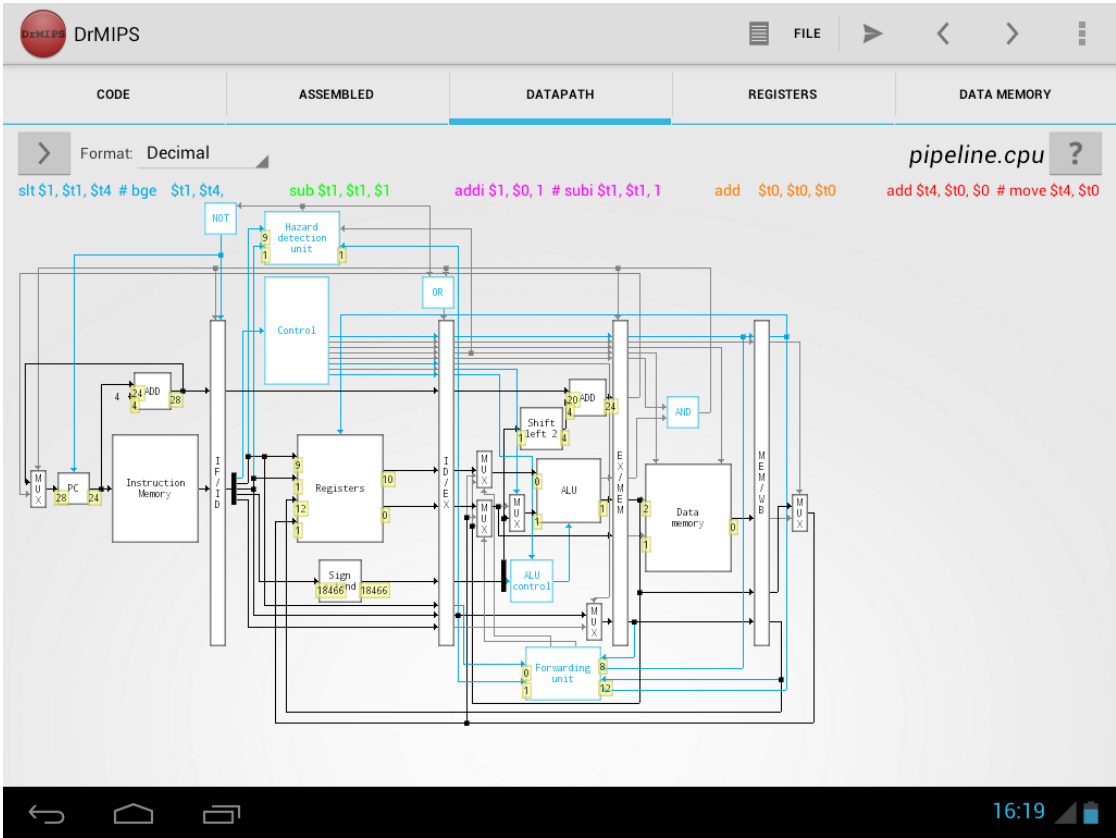 DrMIPS DrMIPS FILE
CODE ASSEMBLED DATAPATH REGISTERS DATA MEMORY
Format: Decimal pipeline.cpu ?
slt $1, $t1, $t4 # bge $t1, $t4, sub $t1, $t1, $1 addi $1, $0, 1 # subi $t1, $t1, 1 add $t0, $t0, $t0 add $t4, $t0, $0 # move $t4, $t0
NOT
Hazard
detection
unit
9
1 1
OR
Control
ADD
4
24
4
28
ADD
20
4
24
AND
Shift
left 2
1 4
MUX
PC
28 24
Instruction
Memory
IF/ID
Registers
9
1
12
1
10
0
ID/EX
MUX
MUX
MUX
ALU
0
1
1
EX/MEM
Data
memory
2
1
0
MEM/WB
MUX
Sign
18466 18466
ALU
control
MUX
Forwarding
unit
0
1
8
12
16:19